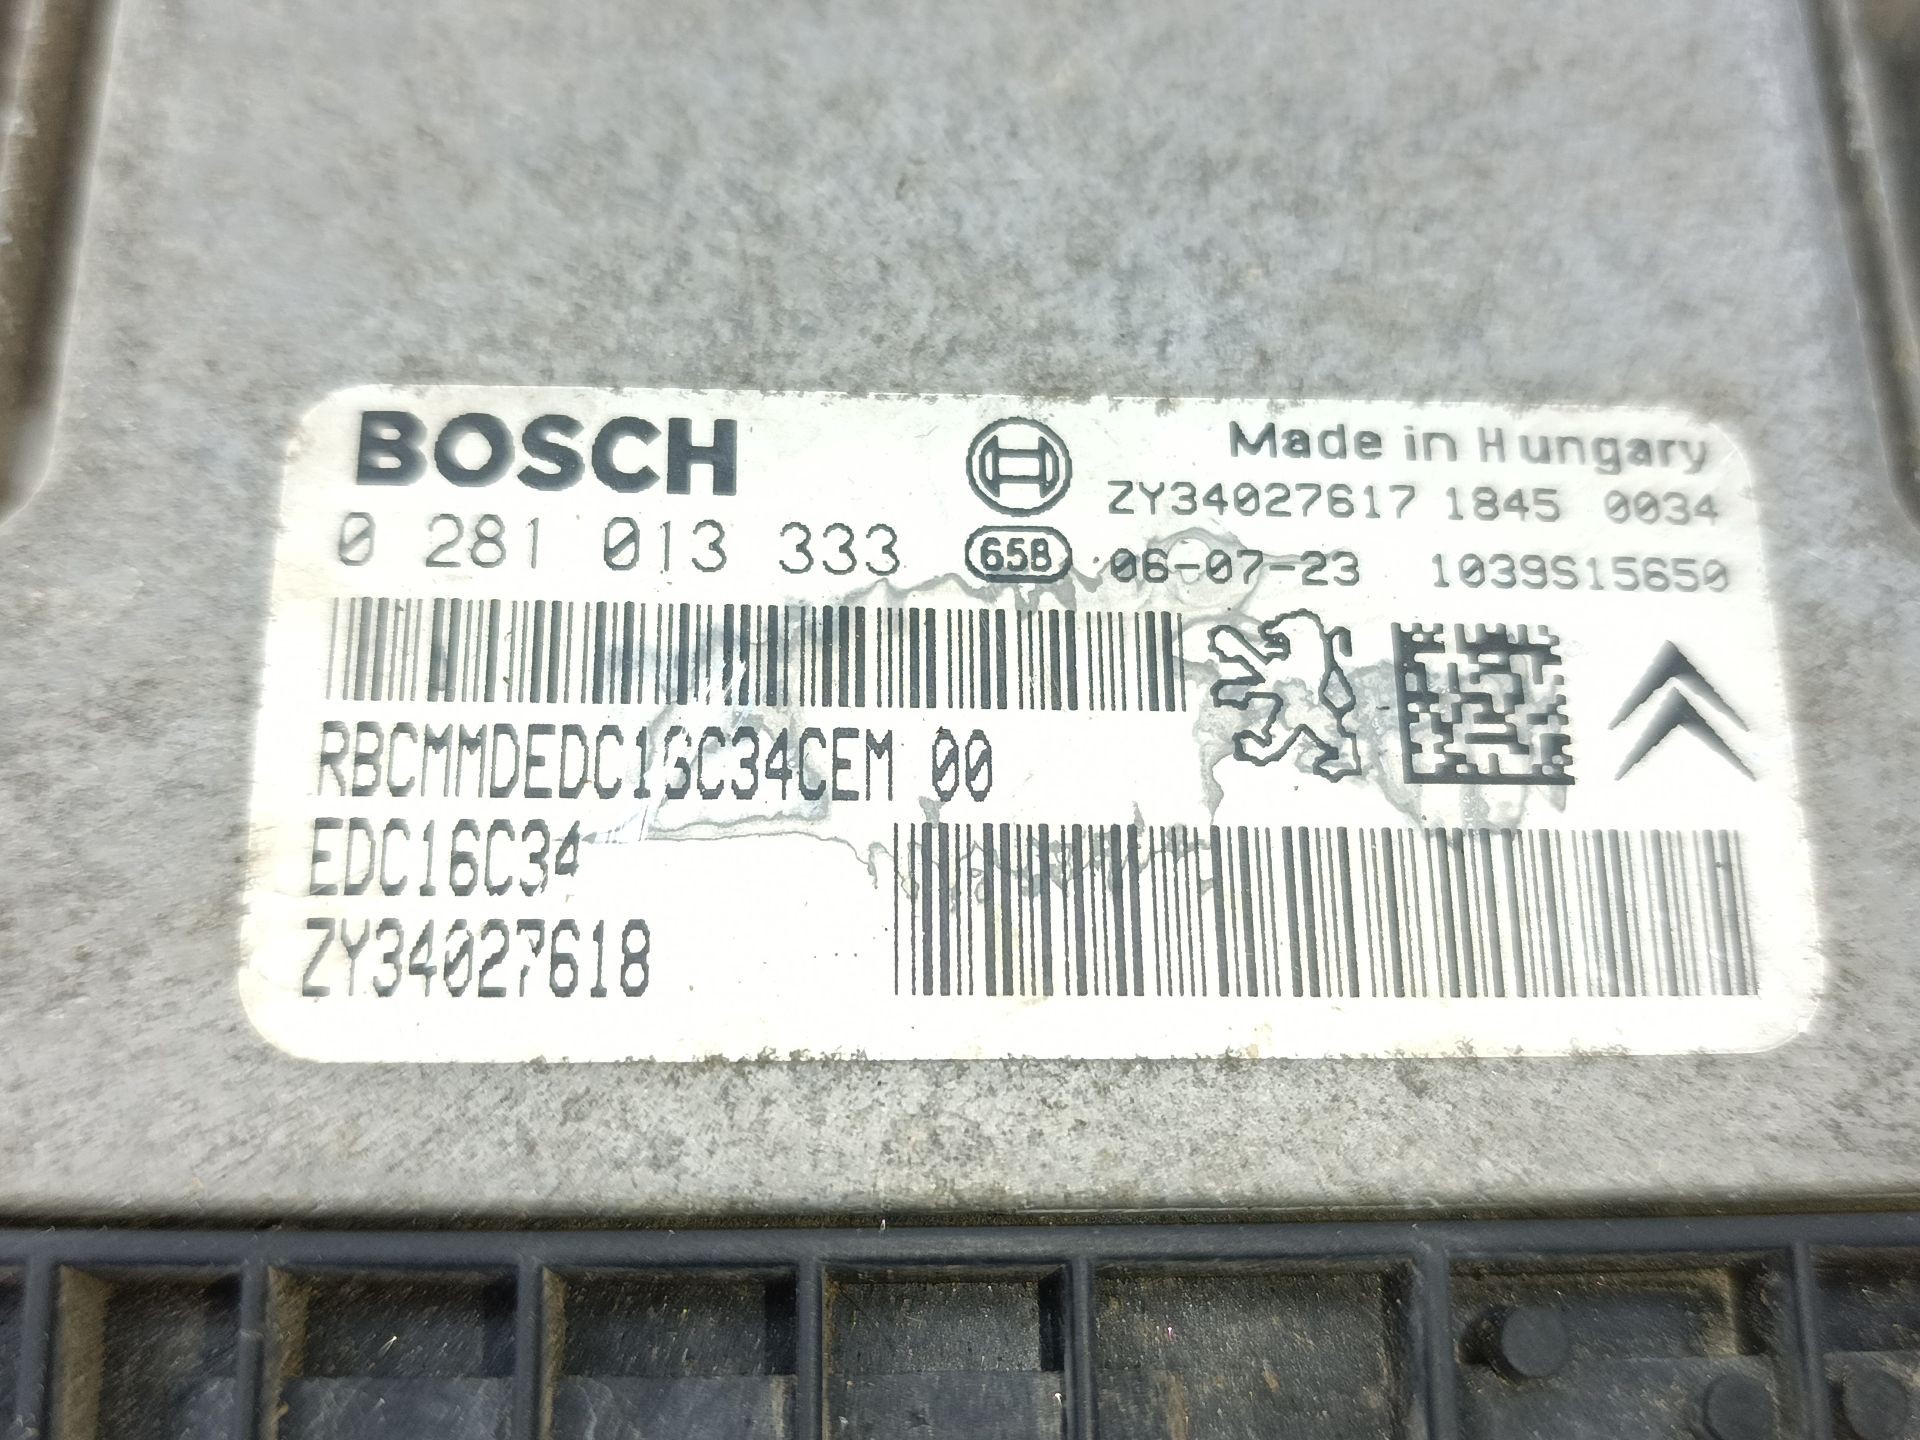 BOSCH
Made in Hungary
ZY34027617 1845 0034
0 281 013 333
658 06-07-23 1039S15650
RBCMMDEDC16C34CEM 00
EDC16C34
ZY34027618